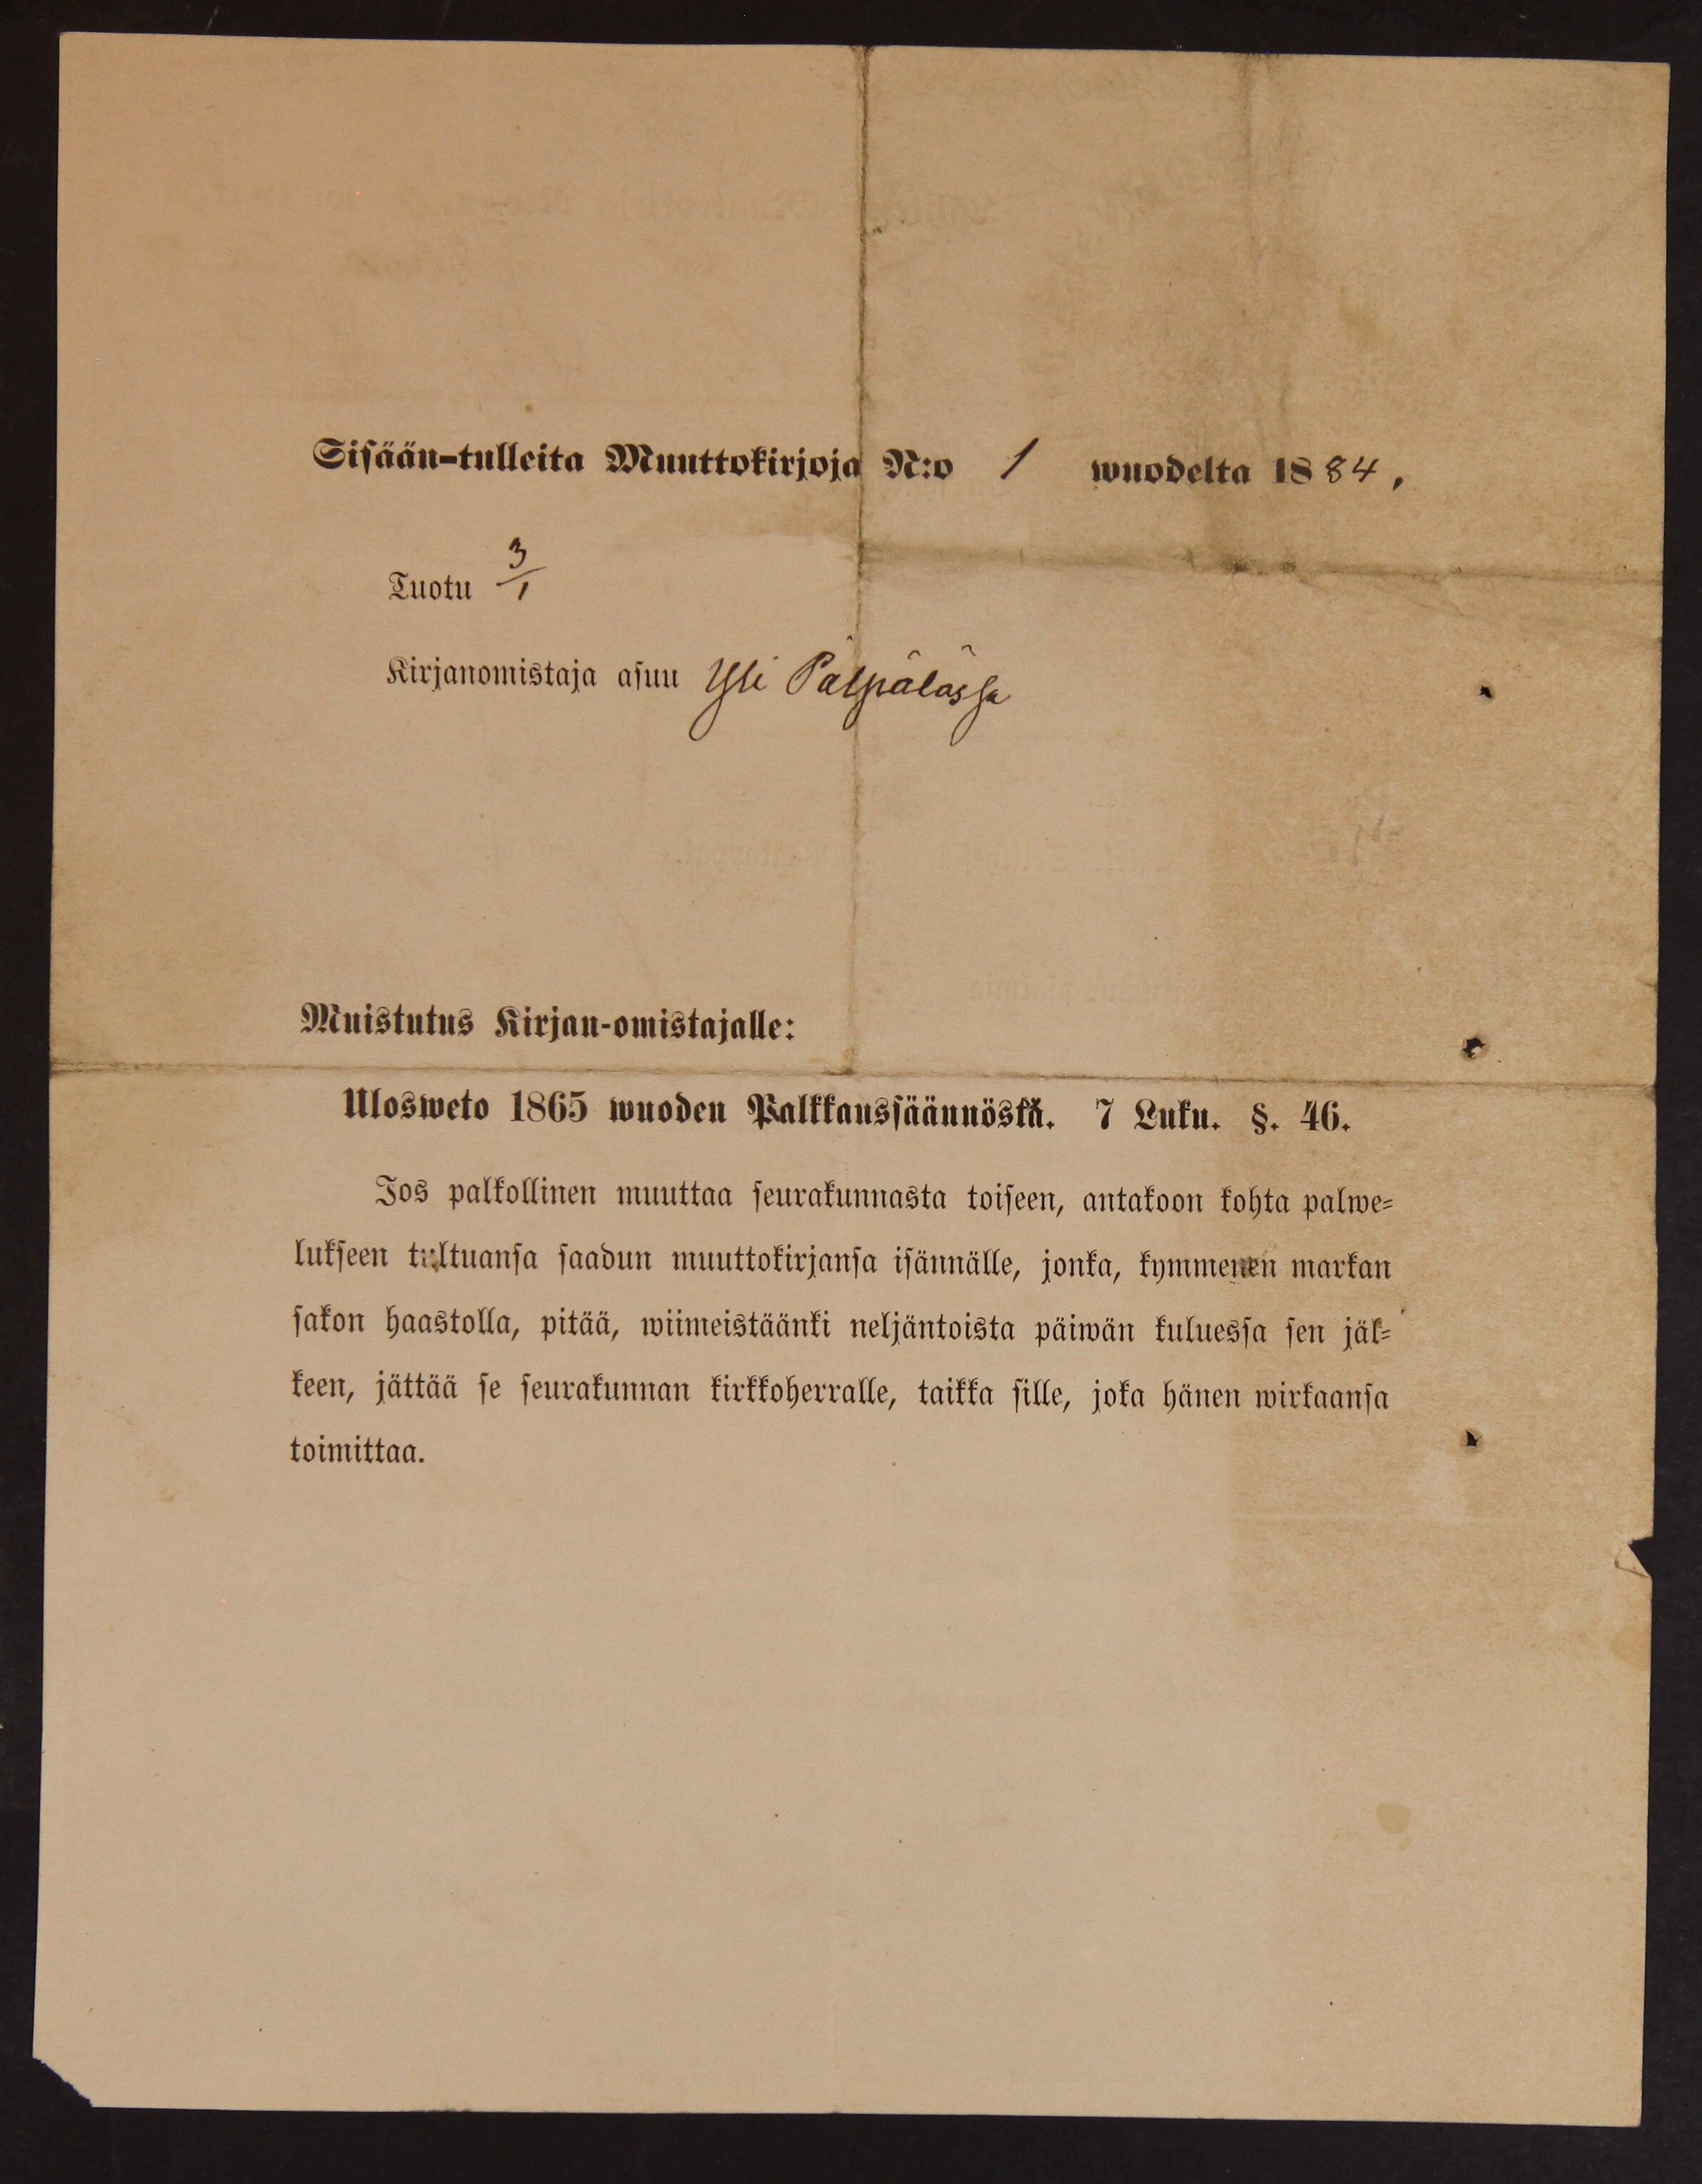 Sisään-tulleita Muuttokirjoja N:o 1 wuodelta 1884,
Tuotu 3/1
Kirjanomistaja asuu Yli Pälpälässä
Muistutus Kirjan-omistajalle:
Ulosweto 1865 wuoden Palkkaussäännöstä. 7 Luku. §. 46.
Jos palkollinen muuttaa seurakunnasta toiseen, antakoon kohta palwe-
lukseen tultuansa saadun muuttokirjansa isännälle, jonka, kymmenen markan
sakon haastolla, pitää, wiimeistäänki neljäntoista päiwän kuluessa sen jäl-
keen, jättää se seurakunnan kirkkoherralle, taikka sille, joka hänen wirkaansa
toimittaa.